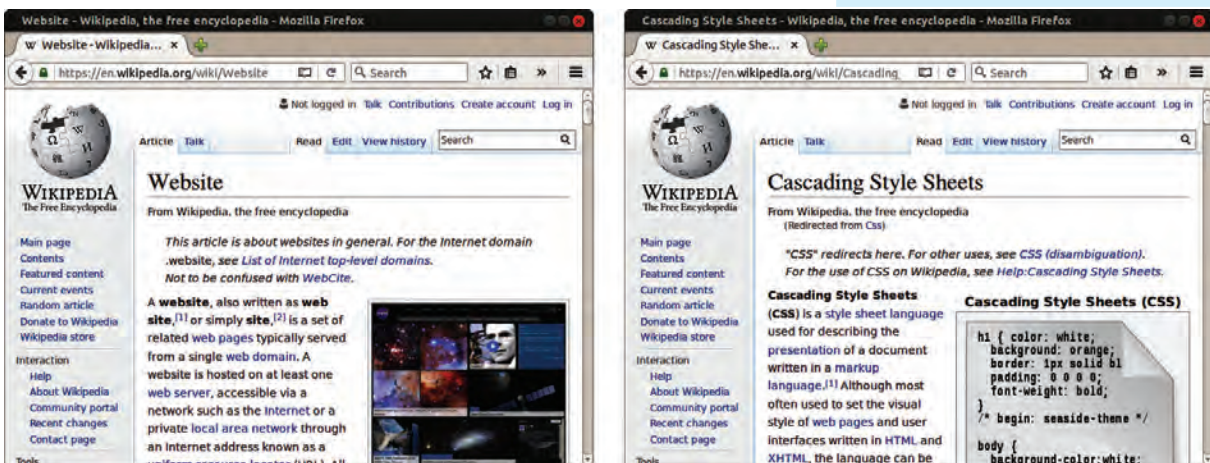 Website - Wikipedia, the free encyclopedia - Mozilla Firefox
W Website - Wikipedia... ×
https://en.wikipedia.org/wiki/Website
Search
Not logged in Talk Contributions Create account Log in
Article Talk Read Edit View history Search
WIKIPEDIA
The Free Encyclopedia
Main page
Contents
Featured content
Current events
Random article
Donate to Wikipedia
Wikipedia store
Interaction
Help
About Wikipedia
Community portal
Recent changes
Contact page
Tools
Website
From Wikipedia, the free encyclopedia
This article is about websites in general. For the Internet domain
.website, see List of Internet top-level domains.
Not to be confused with WebCite.
A website, also written as web
site,[1] or simply site,[2] is a set of
related web pages typically served
from a single web domain. A
website is hosted on at least one
web server, accessible via a
network such as the Internet or a
private local area network through
an Internet address known as a
uniform resource locator (URL). All
Cascading Style Sheets - Wikipedia, the free encyclopedia - Mozilla Firefox
W Cascading Style She... ×
https://en.wikipedia.org/wiki/Cascading_
Search
Not logged in Talk Contributions Create account Log in
Article Talk Read Edit View history Search
WIKIPEDIA
The Free Encyclopedia
Main page
Contents
Featured content
Current events
Random article
Donate to Wikipedia
Wikipedia store
Interaction
Help
About Wikipedia
Community portal
Recent changes
Contact page
Tools
Cascading Style Sheets
From Wikipedia, the free encyclopedia
(Redirected from Css)
"CSS" redirects here. For other uses, see CSS (disambiguation).
For the use of CSS on Wikipedia, see Help:Cascading Style Sheets.
Cascading Style Sheets
(CSS) is a style sheet language
used for describing the
presentation of a document
written in a markup
language.[1] Although most
often used to set the visual
style of web pages and user
interfaces written in HTML and
XHTML, the language can be
Cascading Style Sheets (CSS)
h1 { color: white;
background: orange;
border: 1px solid bl
padding: 0 0 0 0;
font-weight: bold;
}
/* begin: seaside-theme */
body {
background-color:white;